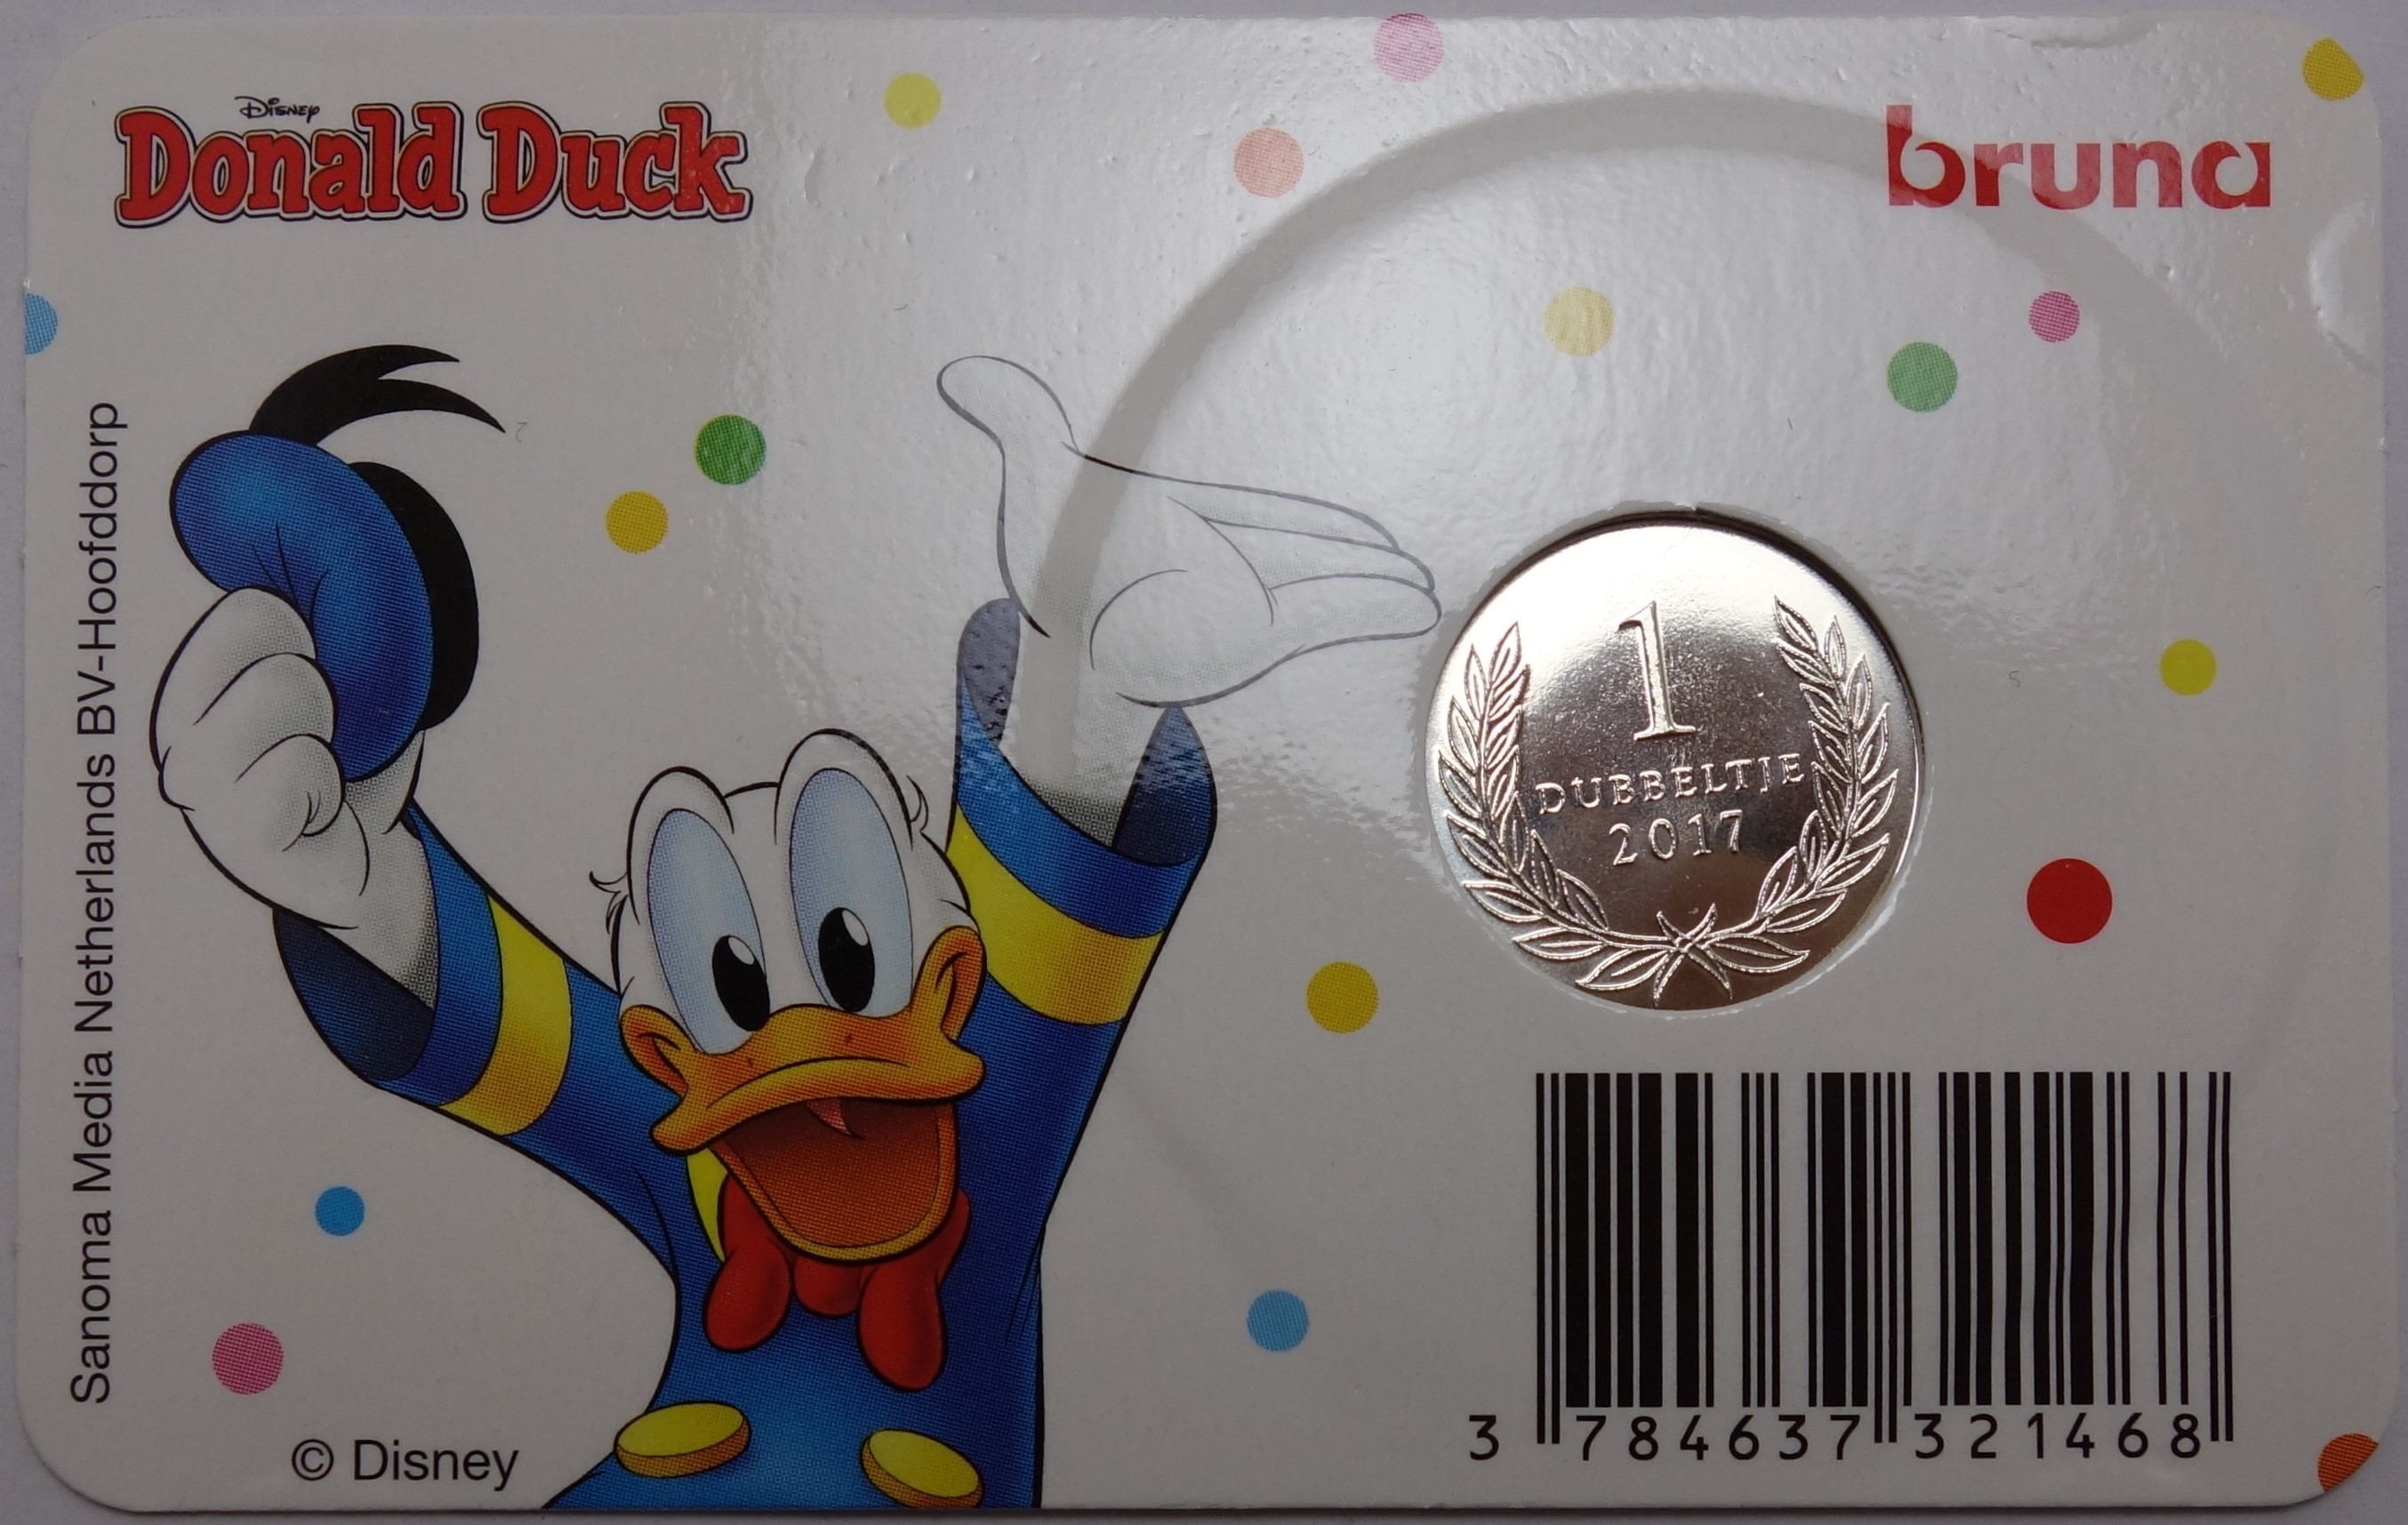 Disney
Donald Duck
bruna
Sanoma Media Netherlands BV-Hoofddorp
1
DUBBELTJE
2017
© Disney
3 784637 321468